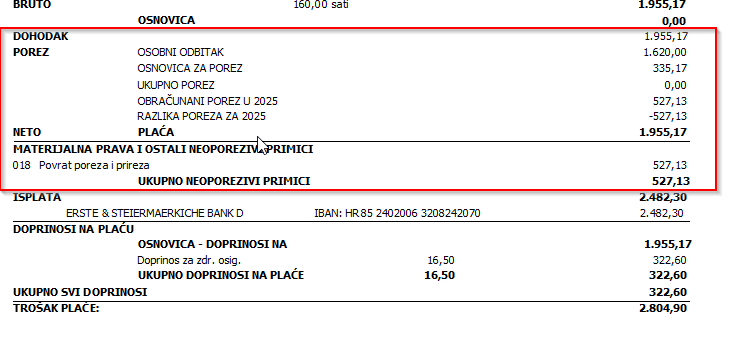 BRUTO 160,00 sati 1.955,17
OSNOVICA 0,00
DOHODAK 1.955,17
POREZ OSOBNI ODBITAK 1.620,00
OSNOVICA ZA POREZ 335,17
UKUPNO POREZ 0,00
OBRAČUNANI POREZ U 2025 527,13
RAZLIKA POREZA ZA 2025 -527,13
NETO PLAĆA 1.955,17
MATERIJALNA PRAVA I OSTALI NEOPOREZIVI PRIMICI
018 Povrat poreza i prireza 527,13
UKUPNO NEOPOREZIVI PRIMICI 527,13
ISPLATA 2.482,30
ERSTE & STEIERMAERKICHE BANK D IBAN: HR 85 2402006 3208242070 2.482,30
DOPRINOSI NA PLAĆU
OSNOVICA - DOPRINOSI NA 1.955,17
Doprinos za zdr. osig. 16,50 322,60
UKUPNO DOPRINOSI NA PLAĆE 16,50 322,60
UKUPNO SVI DOPRINOSI 322,60
TROŠAK PLAĆE: 2.804,90